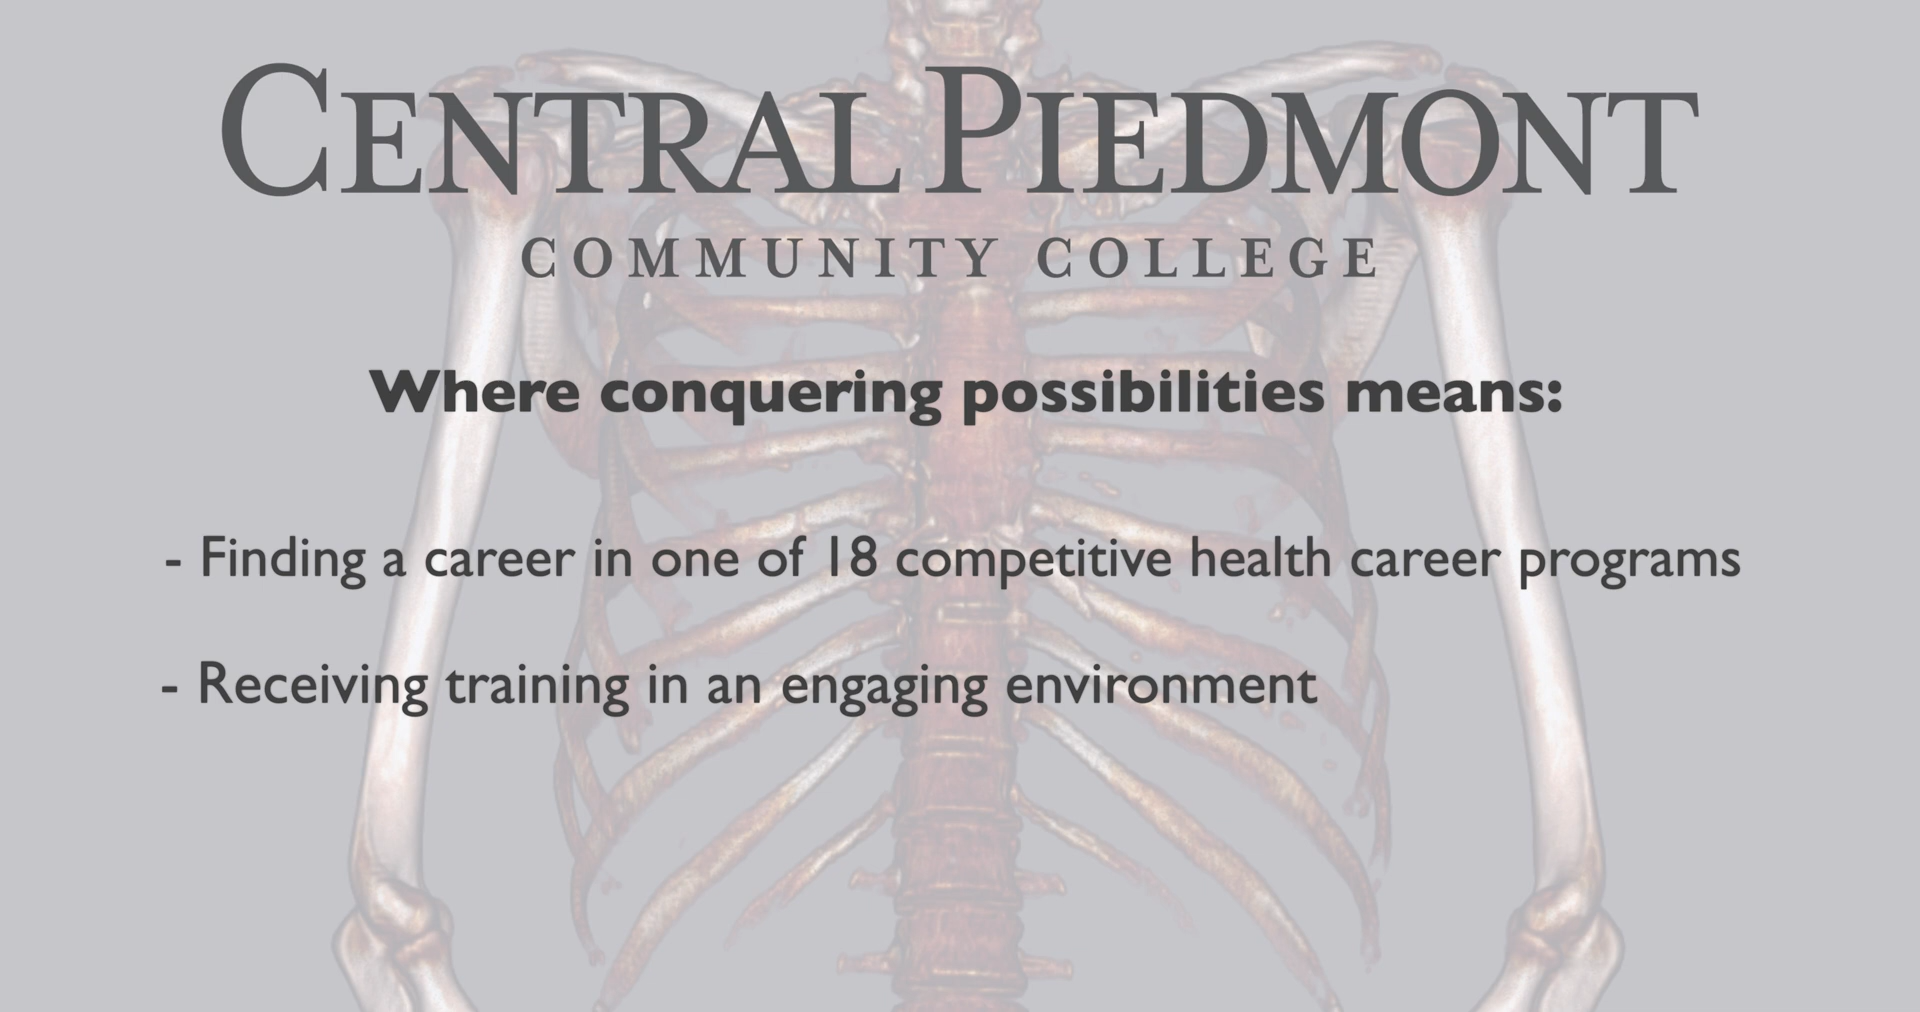 CENTRAL PIEDMONT
COMMUNITY COLLEGE
Where conquering possibilities means:
- Finding a career in one of 18 competitive health career programs
- Receiving training in an engaging environment